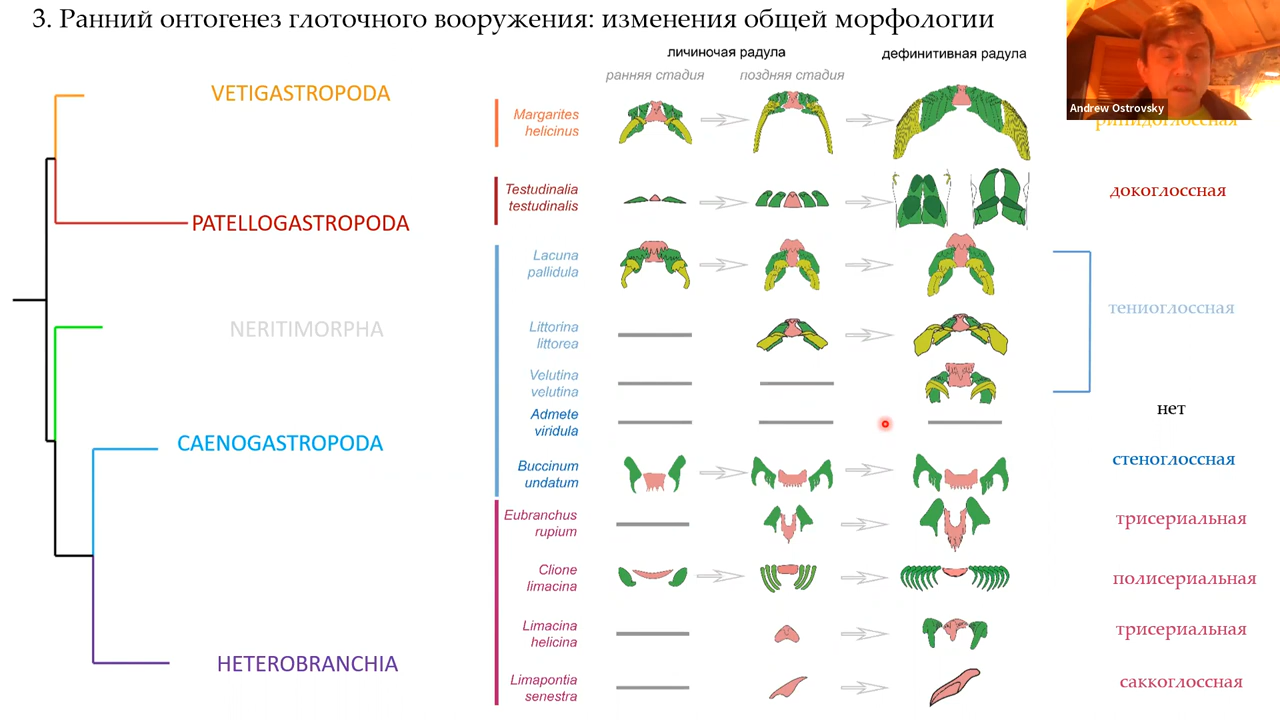 3. Ранний онтогенез глоточного вооружения: изменения общей морфологии
личиночная радула
дефинитивная радула
ранняя стадия
поздняя стадия
Andrew Ostrovsky
VETIGASTROPODA
Margarites
helicinus
рипидоглоссная
PATELLOGASTROPODA
Testudinalia
testudinalis
докоглоссная
Lacuna
pallidula
тениоглоссная
NERITIMORPHA
Littorina
littorea
Velutina
velutina
Admete
viridula
нет
CAENOGASTROPODA
Buccinum
undatum
стеноглоссная
Eubranchus
rupium
трисериальная
Clione
limacina
полисериальная
Limacina
helicina
трисериальная
HETEROBRANCHIA
Limapontia
senestra
саккоглоссная